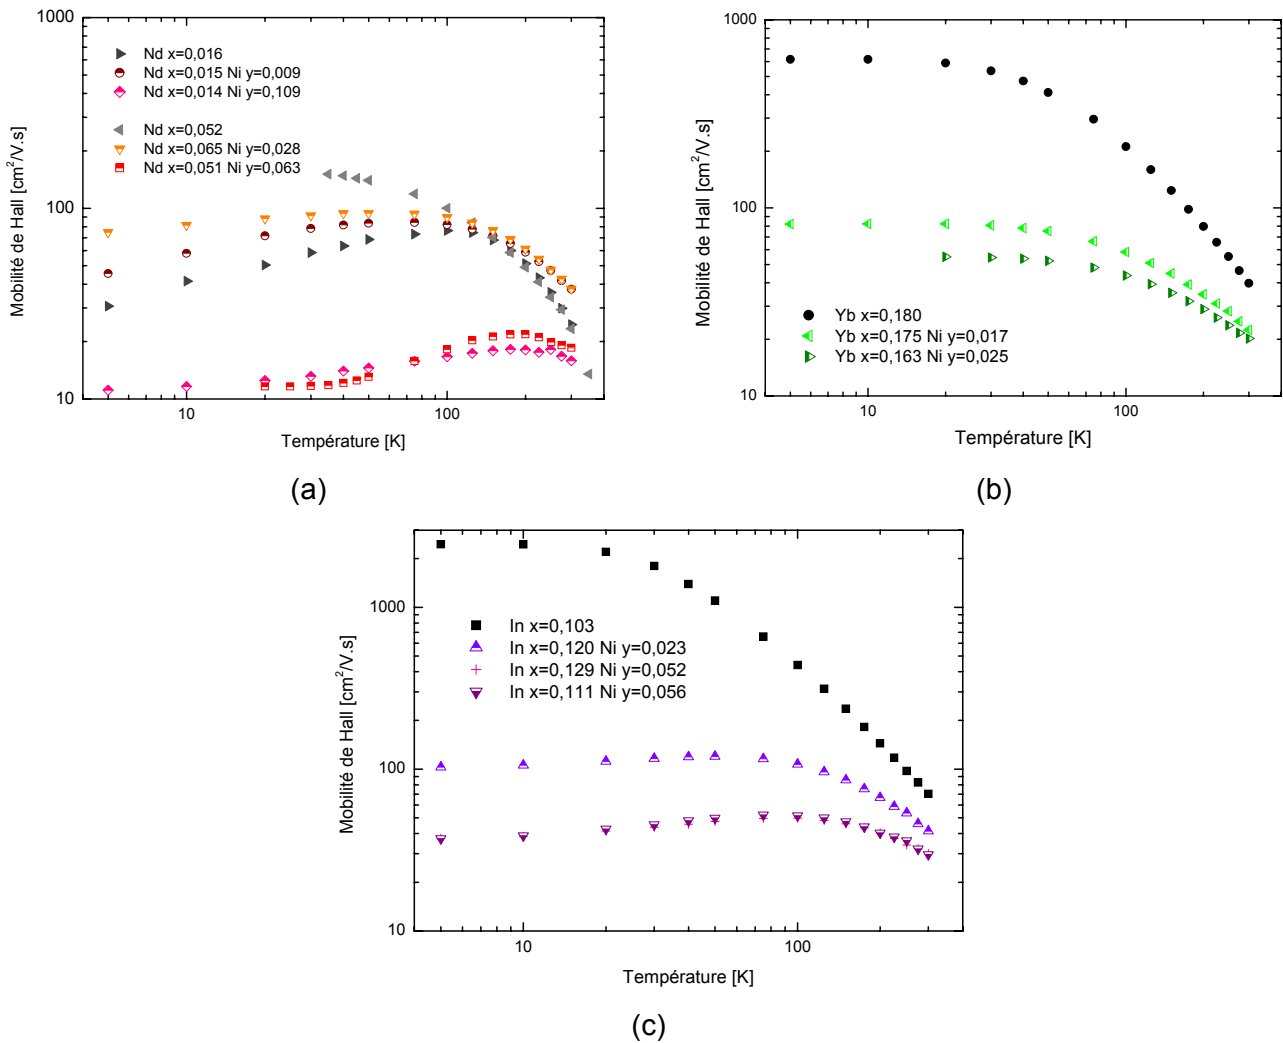 1000
100
10
Mobilité de Hall [cm²/V.s]
Nd x=0,016
Nd x=0,015 Ni y=0,009
Nd x=0,014 Ni y=0,109
Nd x=0,052
Nd x=0,065 Ni y=0,028
Nd x=0,051 Ni y=0,063
10 100
Température [K]
(a)
1000
100
10
Mobilité de Hall [cm²/V.s]
Yb x=0,180
Yb x=0,175 Ni y=0,017
Yb x=0,163 Ni y=0,025
10 100
Température [K]
(b)
1000
100
10
Mobilité de Hall [cm²/V.s]
In x=0,103
In x=0,120 Ni y=0,023
In x=0,129 Ni y=0,052
In x=0,111 Ni y=0,056
10 100
Température [K]
(c)